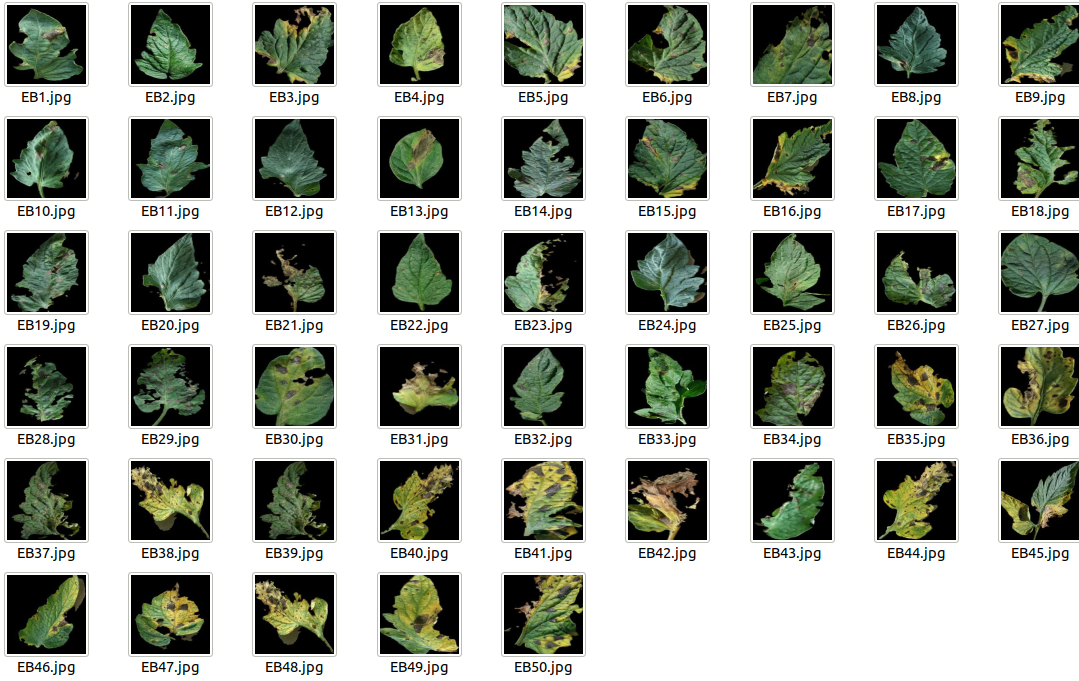 EB1.jpg EB2.jpg EB3.jpg EB4.jpg EB5.jpg EB6.jpg EB7.jpg EB8.jpg EB9.jpg
EB10.jpg EB11.jpg EB12.jpg EB13.jpg EB14.jpg EB15.jpg EB16.jpg EB17.jpg EB18.jpg
EB19.jpg EB20.jpg EB21.jpg EB22.jpg EB23.jpg EB24.jpg EB25.jpg EB26.jpg EB27.jpg
EB28.jpg EB29.jpg EB30.jpg EB31.jpg EB32.jpg EB33.jpg EB34.jpg EB35.jpg EB36.jpg
EB37.jpg EB38.jpg EB39.jpg EB40.jpg EB41.jpg EB42.jpg EB43.jpg EB44.jpg EB45.jpg
EB46.jpg EB47.jpg EB48.jpg EB49.jpg EB50.jpg